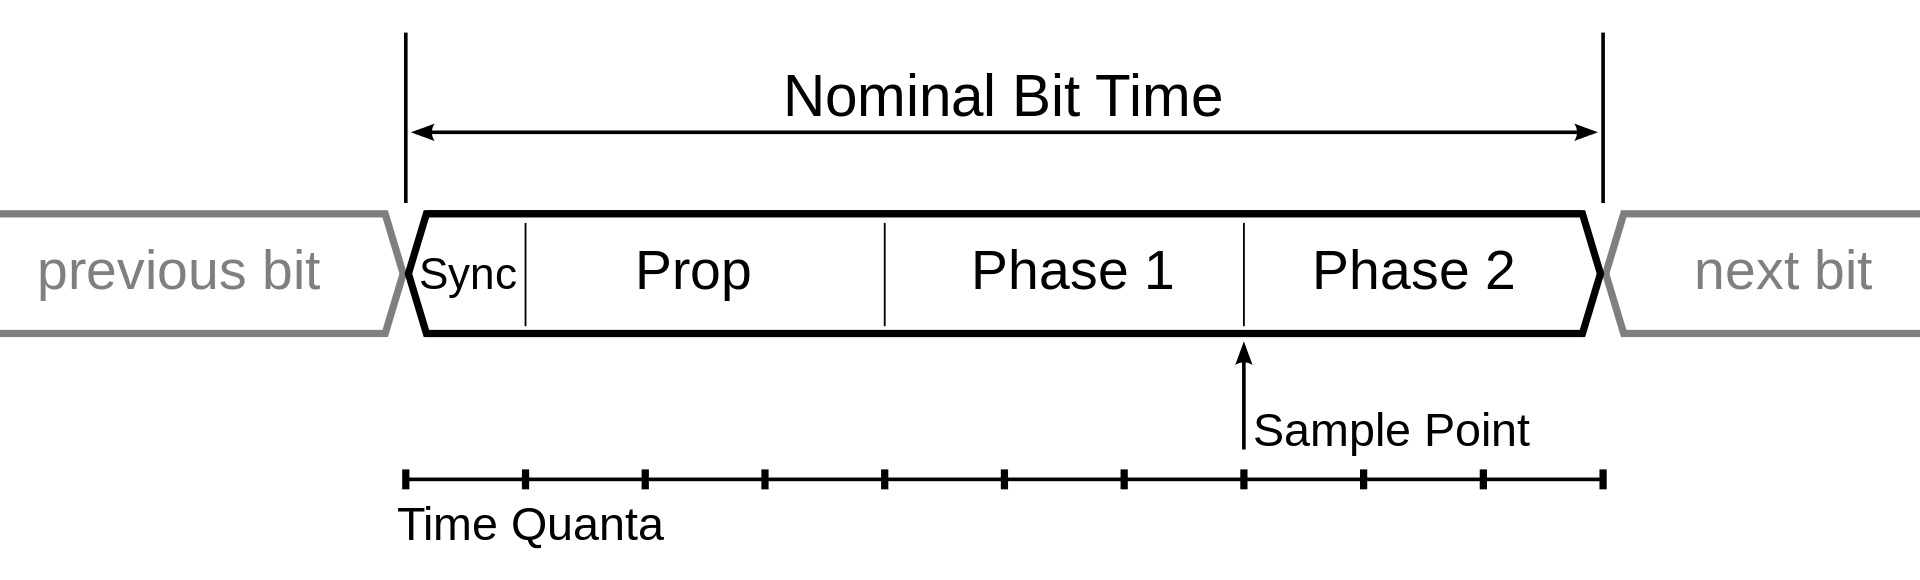 Nominal Bit Time
previous bit
Sync
Prop
Phase 1
Phase 2
next bit
Sample Point
Time Quanta